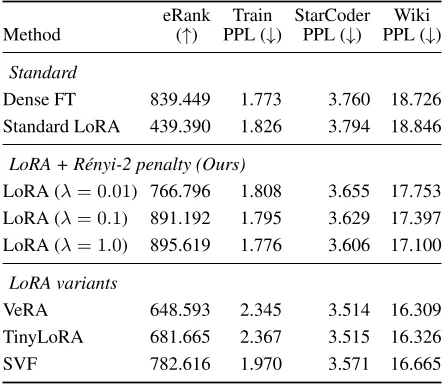 eRank Train StarCoder Wiki
Method (↑) PPL (↓) PPL (↓) PPL (↓)
Standard
Dense FT 839.449 1.773 3.760 18.726
Standard LoRA 439.390 1.826 3.794 18.846
LoRA + Rényi-2 penalty (Ours)
LoRA (λ = 0.01) 766.796 1.808 3.655 17.753
LoRA (λ = 0.1) 891.192 1.795 3.629 17.397
LoRA (λ = 1.0) 895.619 1.776 3.606 17.100
LoRA variants
VeRA 648.593 2.345 3.514 16.309
TinyLoRA 681.665 2.367 3.515 16.326
SVF 782.616 1.970 3.571 16.665